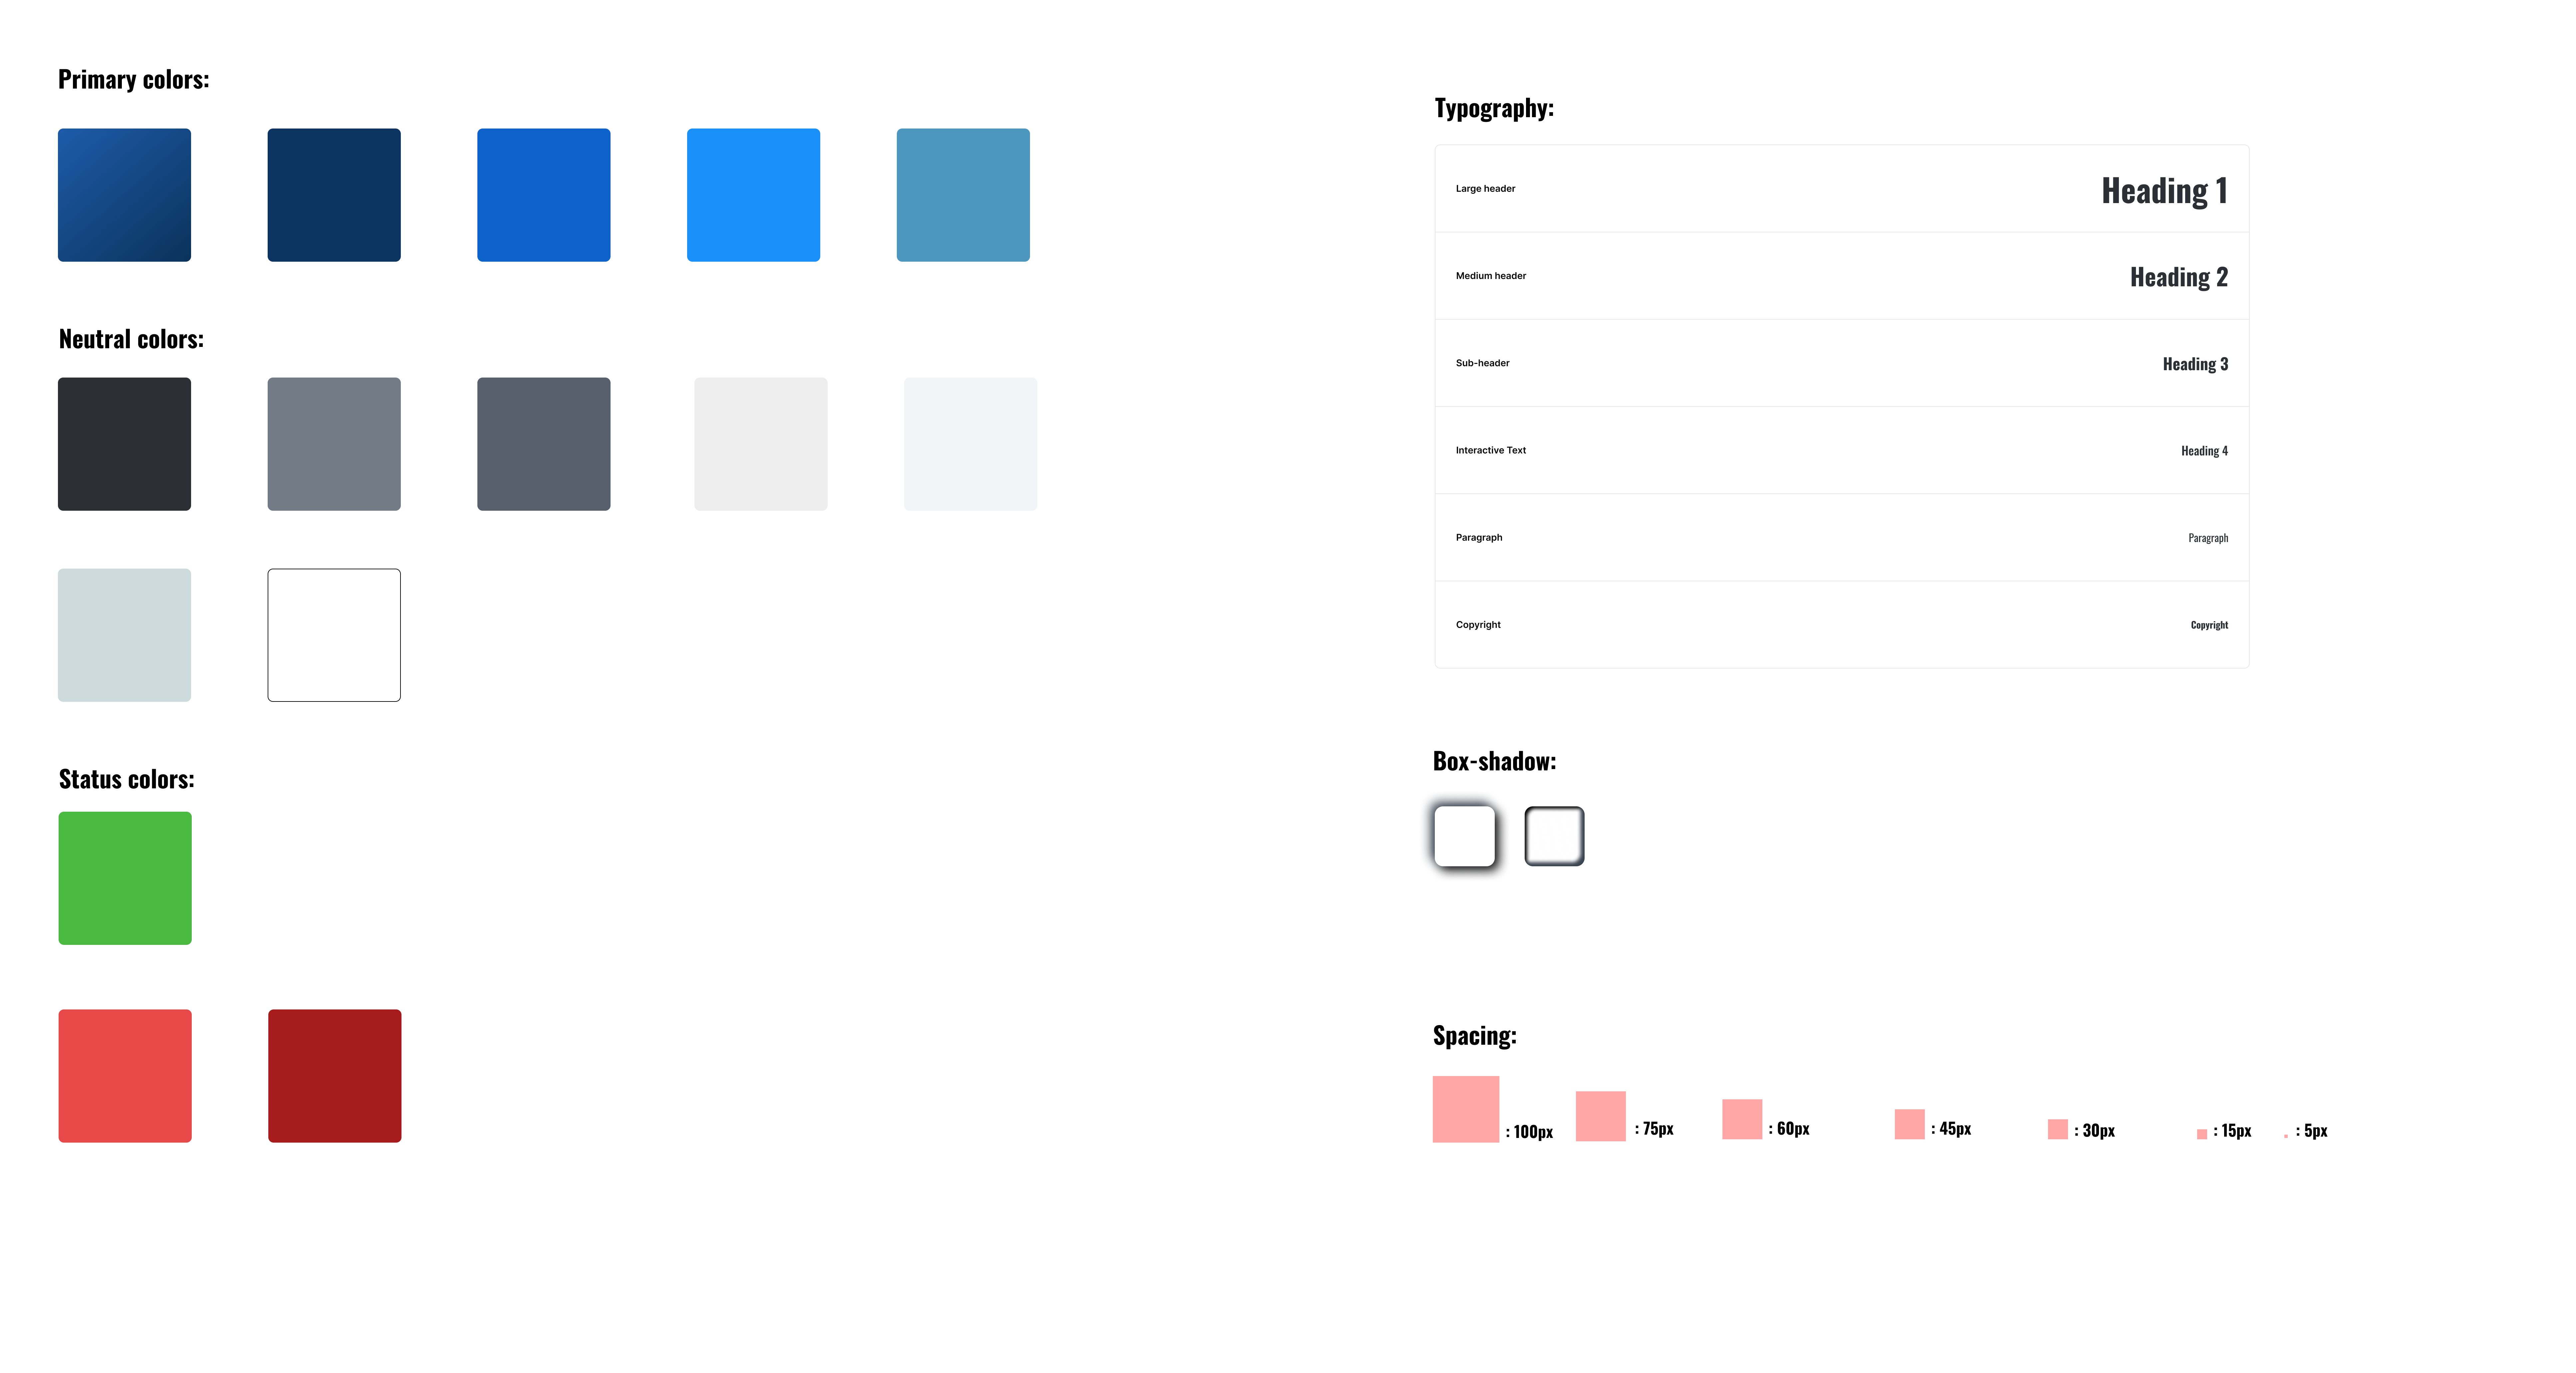 Primary colors:
Neutral colors:
Status colors:
Typography:
Large header
Heading 1
Medium header
Heading 2
Sub-header
Heading 3
Interactive Text
Heading 4
Paragraph
Paragraph
Copyright
Copyright
Box-shadow:
Spacing:
: 100px
: 75px
: 60px
: 45px
: 30px
: 15px
: 5px